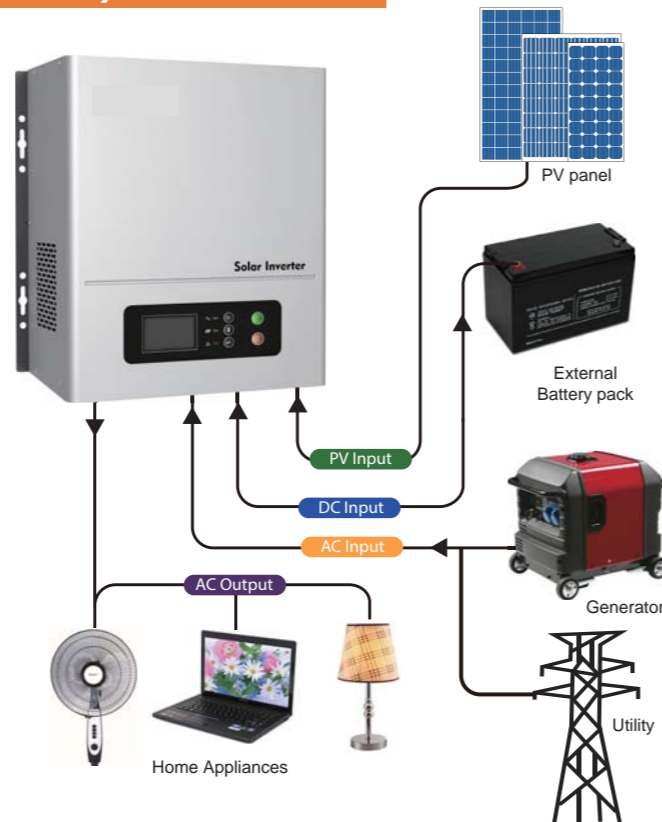 PV panel
Solar Inverter
External
Battery pack
PV Input
DC Input
AC Input
Generator
AC Output
Utility
Home Appliances